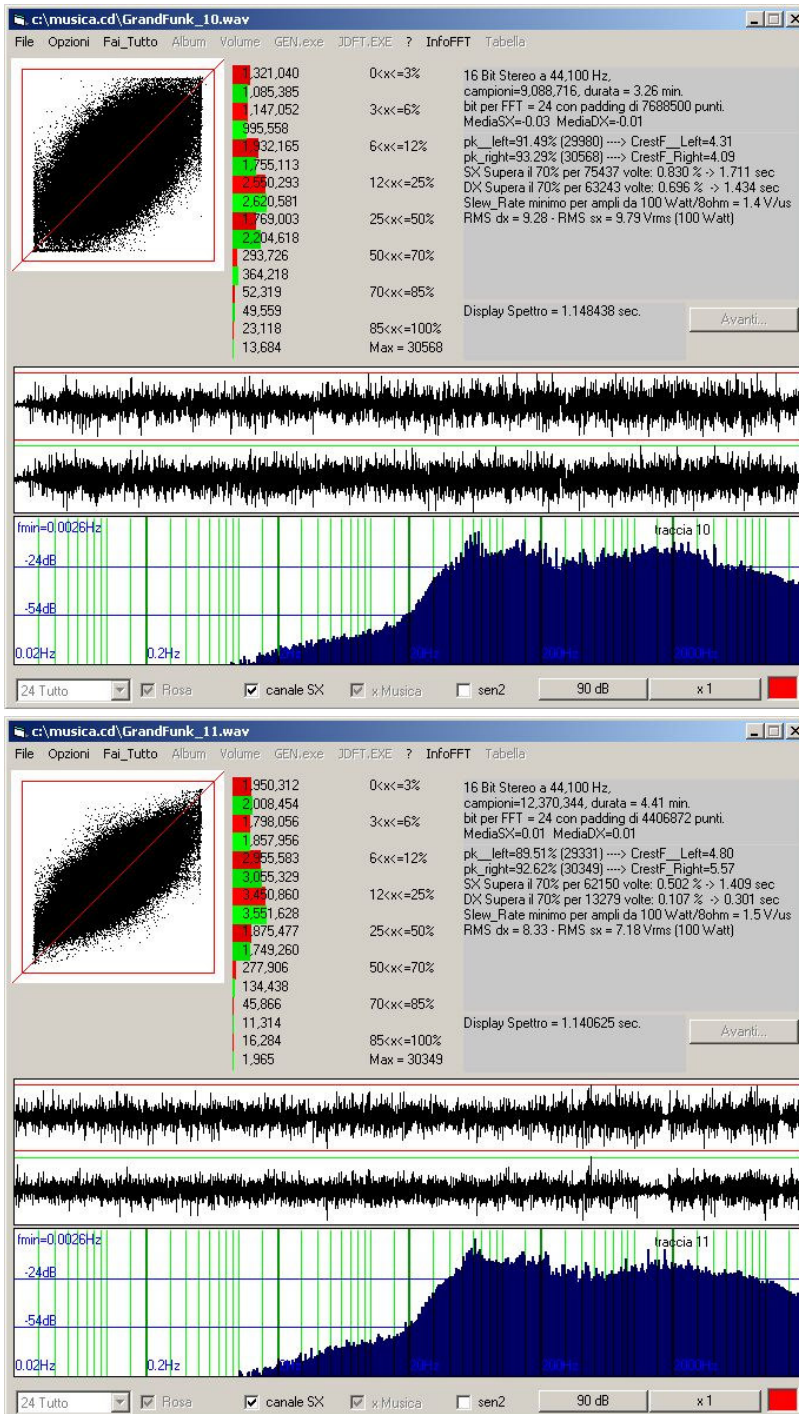 c:\musica.cd\GrandFunk_10.wav
File Opzioni Fai_Tutto Album Volume GEN.exe JDFT.EXE ? InfoFFT Tabella
1,321,040 0<x<=3%
1,085,385
1,147,052 3<x<=6%
995,558
1,932,165 6<x<=12%
1,755,113
2,550,293 12<x<=25%
2,620,581
1,769,003 25<x<=50%
2,204,618
293,726 50<x<=70%
364,218
52,319 70<x<=85%
49,559
23,118 85<x<=100%
13,684 Max = 30568
16 Bit Stereo a 44,100 Hz,
campioni=9,088,716, durata = 3.26 min.
bit per FFT = 24 con padding di 7688500 punti.
MediaSX=-0.03 MediaDX=-0.01
pk__left=91.49% (29980) ----> CrestF__Left=4.31
pk_right=93.29% (30568) ----> CrestF_Right=4.09
SX Supera il 70% per 75437 volte: 0.830 % -> 1.711 sec
DX Supera il 70% per 63243 volte: 0.696 % -> 1.434 sec
Slew_Rate minimo per ampli da 100 Watt/8ohm = 1.4 V/us
RMS dx = 9.28 - RMS sx = 9.79 Vrms (100 Watt)
Display Spettro = 1.148438 sec.
Avanti...
fmin=0.0026Hz
traccia 10
-24dB
-54dB
0.02Hz 0.2Hz 2Hz 20Hz 200Hz 2000Hz
24 Tutto Rosa canale SX x Musica sen2 90 dB x 1
c:\musica.cd\GrandFunk_11.wav
File Opzioni Fai_Tutto Album Volume GEN.exe JDFT.EXE ? InfoFFT Tabella
1,950,312 0<x<=3%
2,008,454
1,798,056 3<x<=6%
1,857,956
2,955,583 6<x<=12%
3,055,329
3,450,860 12<x<=25%
3,551,628
1,875,477 25<x<=50%
1,749,260
277,906 50<x<=70%
134,438
45,866 70<x<=85%
11,314
16,284 85<x<=100%
1,965 Max = 30349
16 Bit Stereo a 44,100 Hz,
campioni=12,370,344, durata = 4.41 min.
bit per FFT = 24 con padding di 4406872 punti.
MediaSX=0.01 MediaDX=0.01
pk__left=89.51% (29331) ----> CrestF__Left=4.80
pk_right=92.62% (30349) ----> CrestF_Right=5.57
SX Supera il 70% per 62150 volte: 0.502 % -> 1.409 sec
DX Supera il 70% per 13279 volte: 0.107 % -> 0.301 sec
Slew_Rate minimo per ampli da 100 Watt/8ohm = 1.5 V/us
RMS dx = 8.33 - RMS sx = 7.18 Vrms (100 Watt)
Display Spettro = 1.140625 sec.
Avanti...
fmin=0.0026Hz
traccia 11
-24dB
-54dB
0.02Hz 0.2Hz 2Hz 20Hz 200Hz 2000Hz
24 Tutto Rosa canale SX x Musica sen2 90 dB x 1